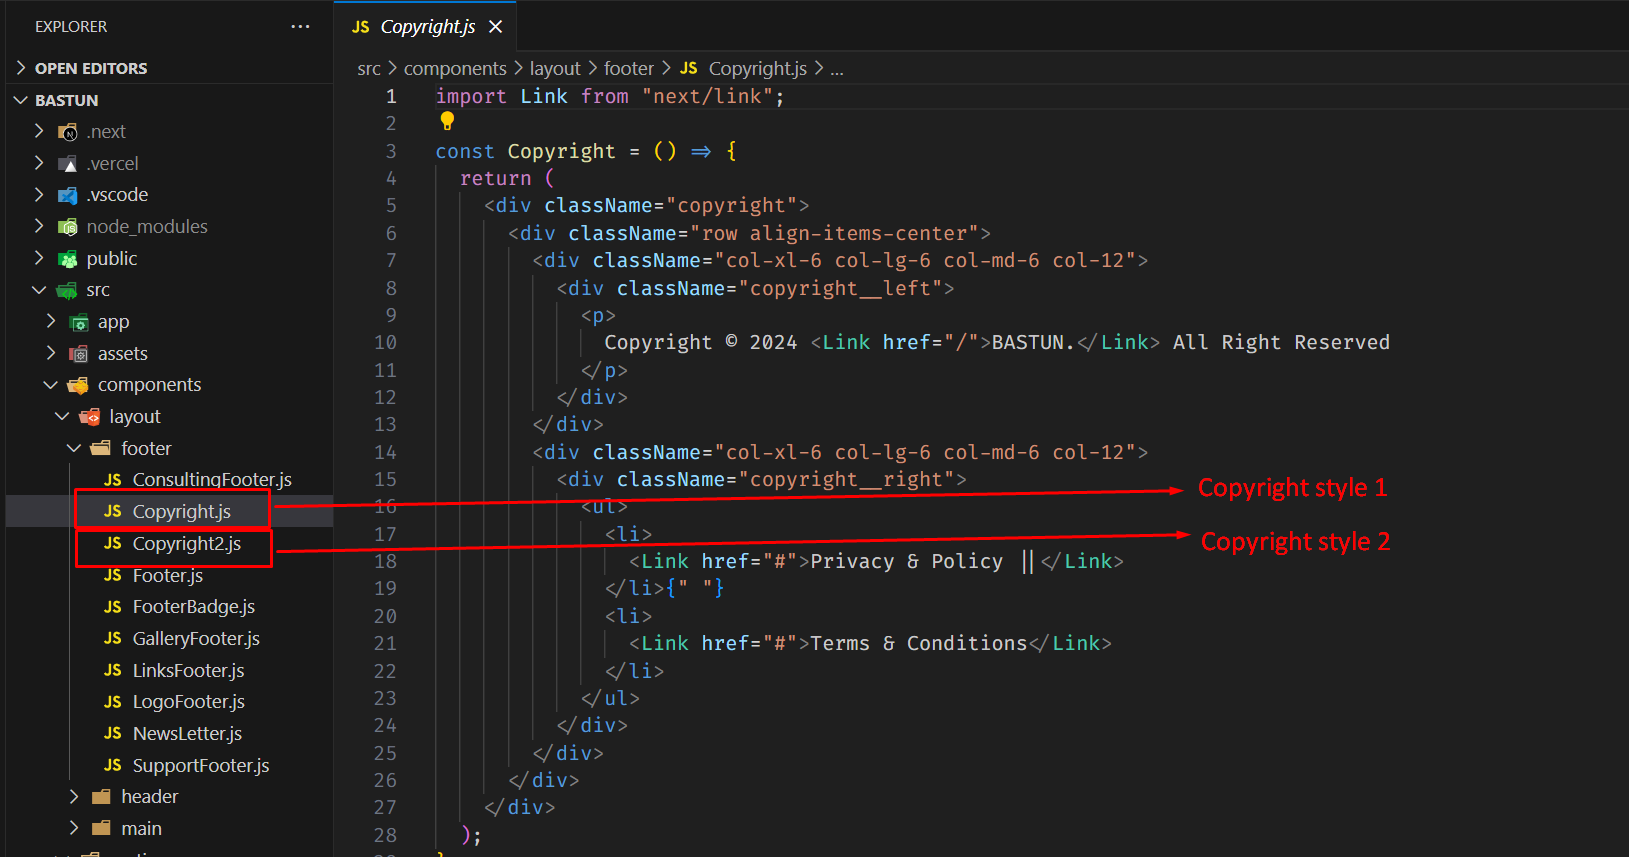 EXPLORER
···
OPEN EDITORS
BASTUN
.next
.vercel
.vscode
node_modules
public
src
app
assets
components
layout
footer
JS ConsultingFooter.js
JS Copyright.js
JS Copyright2.js
JS Footer.js
JS FooterBadge.js
JS GalleryFooter.js
JS LinksFooter.js
JS LogoFooter.js
JS NewsLetter.js
JS SupportFooter.js
header
main
JS Copyright.js ×
src > components > layout > footer > JS Copyright.js > ...
1 import Link from "next/link";
2
3 const Copyright = () => {
4 return (
5 <div className="copyright">
6 <div className="row align-items-center">
7 <div className="col-xl-6 col-lg-6 col-md-6 col-12">
8 <div className="copyright__left">
9 <p>
10 Copyright © 2024 <Link href="/">BASTUN.</Link> All Right Reserved
11 </p>
12 </div>
13 </div>
14 <div className="col-xl-6 col-lg-6 col-md-6 col-12">
15 <div className="copyright__right">
16 <ul>
17 <li>
18 <Link href="#">Privacy & Policy ||</Link>
19 </li>{" "}
20 <li>
21 <Link href="#">Terms & Conditions</Link>
22 </li>
23 </ul>
24 </div>
25 </div>
26 </div>
27 </div>
28 );
Copyright style 1
Copyright style 2